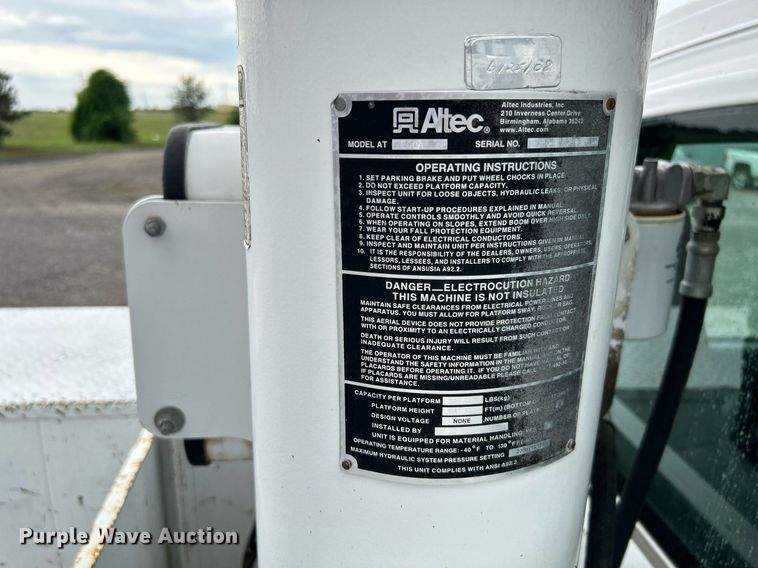 6/25/08
Altec Industries, Inc
210 Inverness Center Drive
Birmingham, Alabama 35242
www.Altec.com
Altec®
MODEL AT SERIAL NO.
OPERATING INSTRUCTIONS
1. SET PARKING BRAKE AND PUT WHEEL CHOCKS IN PLACE.
2. DO NOT EXCEED PLATFORM CAPACITY.
3. INSPECT UNIT FOR LOOSE OBJECTS, HYDRAULIC LEAKS, OR PHYSICAL
DAMAGE.
4. FOLLOW START-UP PROCEDURES EXPLAINED IN MANUAL.
5. OPERATE CONTROLS SMOOTHLY AND AVOID QUICK REVERSAL.
6. WHEN OPERATING ON SLOPES, EXTEND BOOM OVER HIGH SIDE ONLY.
7. WEAR YOUR FALL PROTECTION EQUIPMENT.
8. KEEP CLEAR OF ELECTRICAL CONDUCTORS.
9. INSPECT AND MAINTAIN UNIT PER INSTRUCTIONS GIVEN IN MANUAL.
10. IT IS THE RESPONSIBILITY OF THE DEALERS, OWNERS, USERS, OPERATORS,
LESSORS, LESSEES, AND INSTALLERS TO COMPLY WITH THE APPROPRIATE
SECTIONS OF ANSI/SIA A92.2.
DANGER—ELECTROCUTION HAZARD
THIS MACHINE IS NOT INSULATED
MAINTAIN SAFE CLEARANCES FROM ELECTRICAL POWER LINES AND
APPARATUS. YOU MUST ALLOW FOR PLATFORM SWAY, ROCK OR SAG.
THIS AERIAL DEVICE DOES NOT PROVIDE PROTECTION FROM CONTACT
WITH OR PROXIMITY TO AN ELECTRICALLY CHARGED CONDUCTOR.
DEATH OR SERIOUS INJURY WILL RESULT FROM SUCH CONTACT OR
INADEQUATE CLEARANCE.
THE OPERATOR OF THIS MACHINE MUST BE FAMILIAR WITH AND
UNDERSTAND THE SAFETY INFORMATION IN THE MANUAL AND ON
PLACARDS BEFORE OPERATING IT. IF YOU DO NOT HAVE
IF PLACARDS ARE MISSING/UNREADABLE PLEASE CALL
FOR ASSISTANCE.
CAPACITY PER PLATFORM LBS(kg)
PLATFORM HEIGHT FT(m) (BOTTOM
DESIGN VOLTAGE NONE NUMBER OF
INSTALLED BY
UNIT IS EQUIPPED FOR MATERIAL HANDLING:
OPERATING TEMPERATURE RANGE: -40°F TO 130°F
MAXIMUM HYDRAULIC SYSTEM PRESSURE SETTING
THIS UNIT COMPLIES WITH ANSI A92.2
Purple Wave Auction